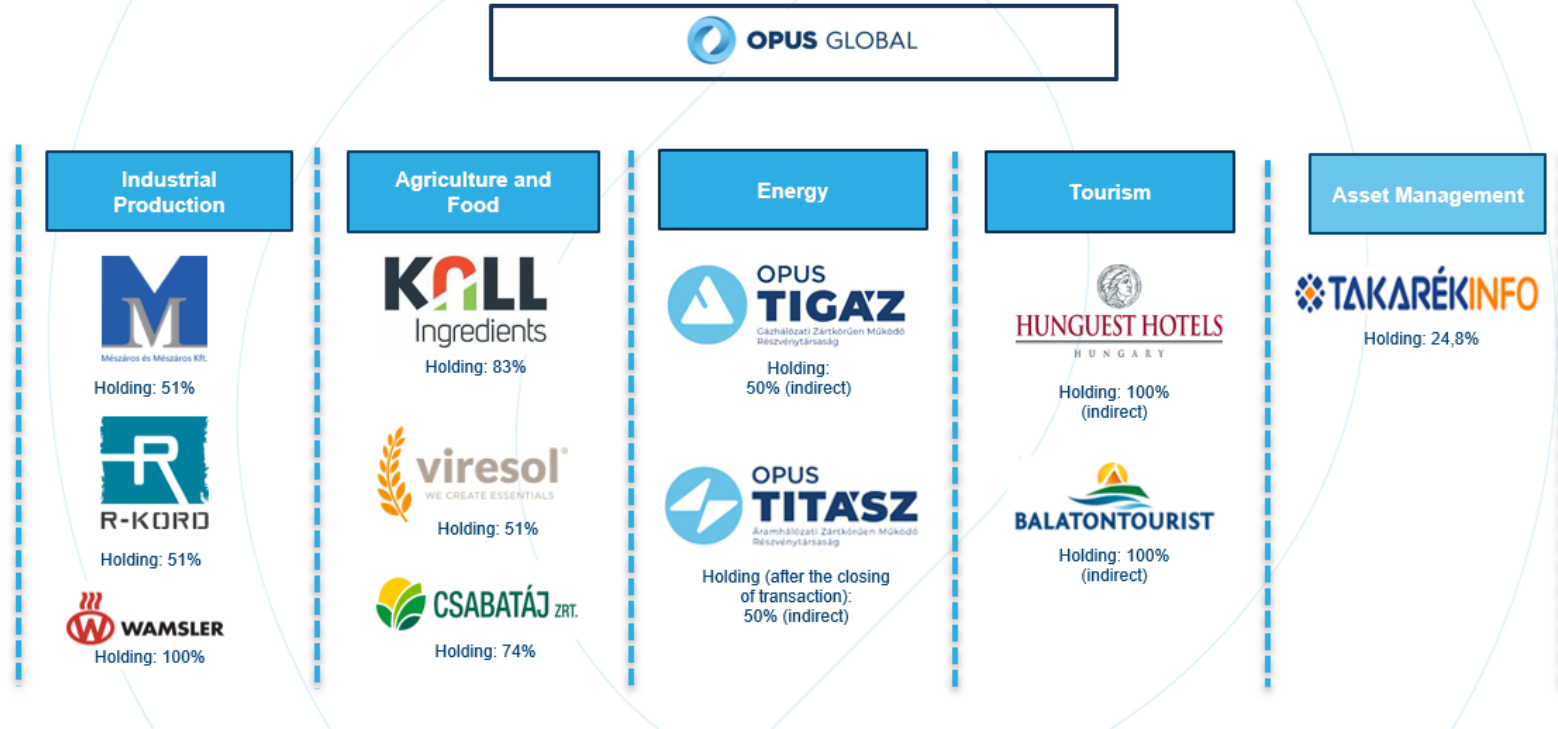 OPUS GLOBAL
Industrial
Production
Mészáros és Mészáros Kft.
Holding: 51%
R-KORD
Holding: 51%
WAMSLER
Holding: 100%
Agriculture and
Food
KALL
Ingredients
Holding: 83%
viresol
WE CREATE ESSENTIALS
Holding: 51%
CSABATÁJ ZRT.
Holding: 74%
Energy
OPUS
TIGÁZ
Gázhálózati Zártkörűen Működő
Részvénytársaság
Holding:
50% (indirect)
OPUS
TITÁSZ
Áramhálózati Zártkörűen Működő
Részvénytársaság
Holding (after the closing
of transaction):
50% (indirect)
Tourism
HUNGUEST HOTELS
HUNGARY
Holding: 100%
(indirect)
BALATONTOURIST
Holding: 100%
(indirect)
Asset Management
TAKARÉKINFO
Holding: 24,8%